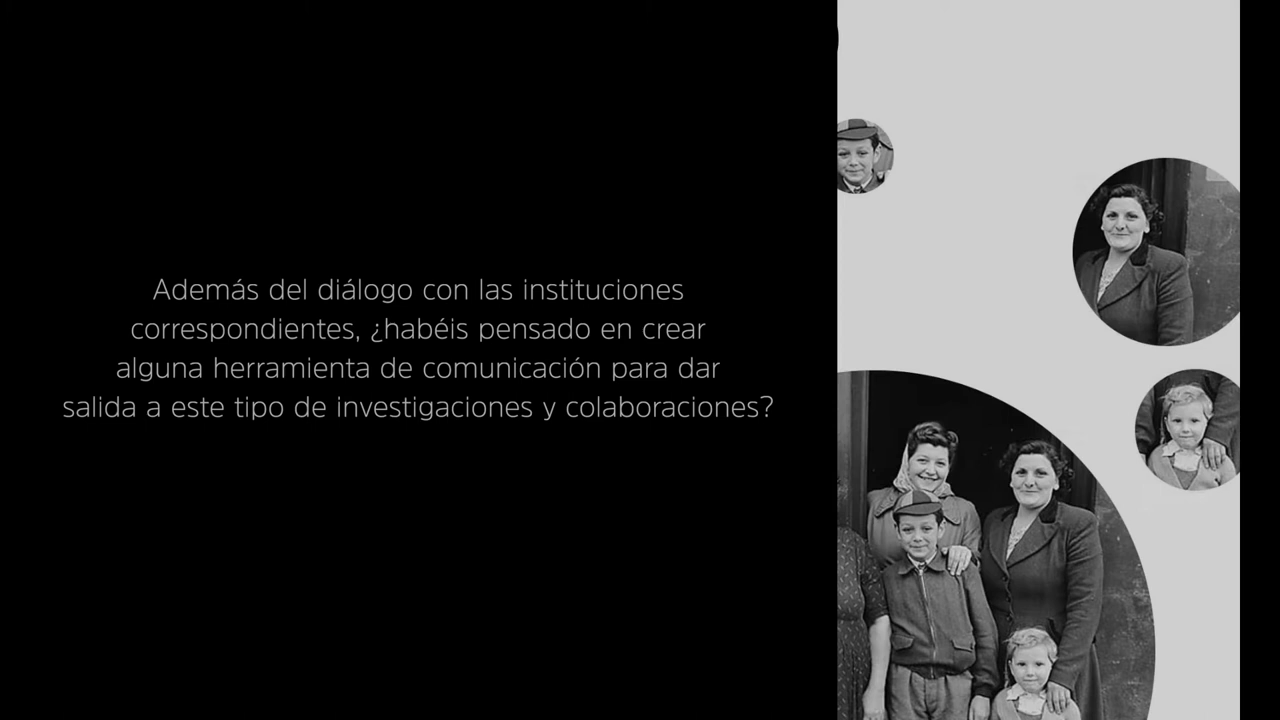 Además del diálogo con las instituciones
correspondientes, ¿habéis pensado en crear
alguna herramienta de comunicación para dar
salida a este tipo de investigaciones y colaboraciones?